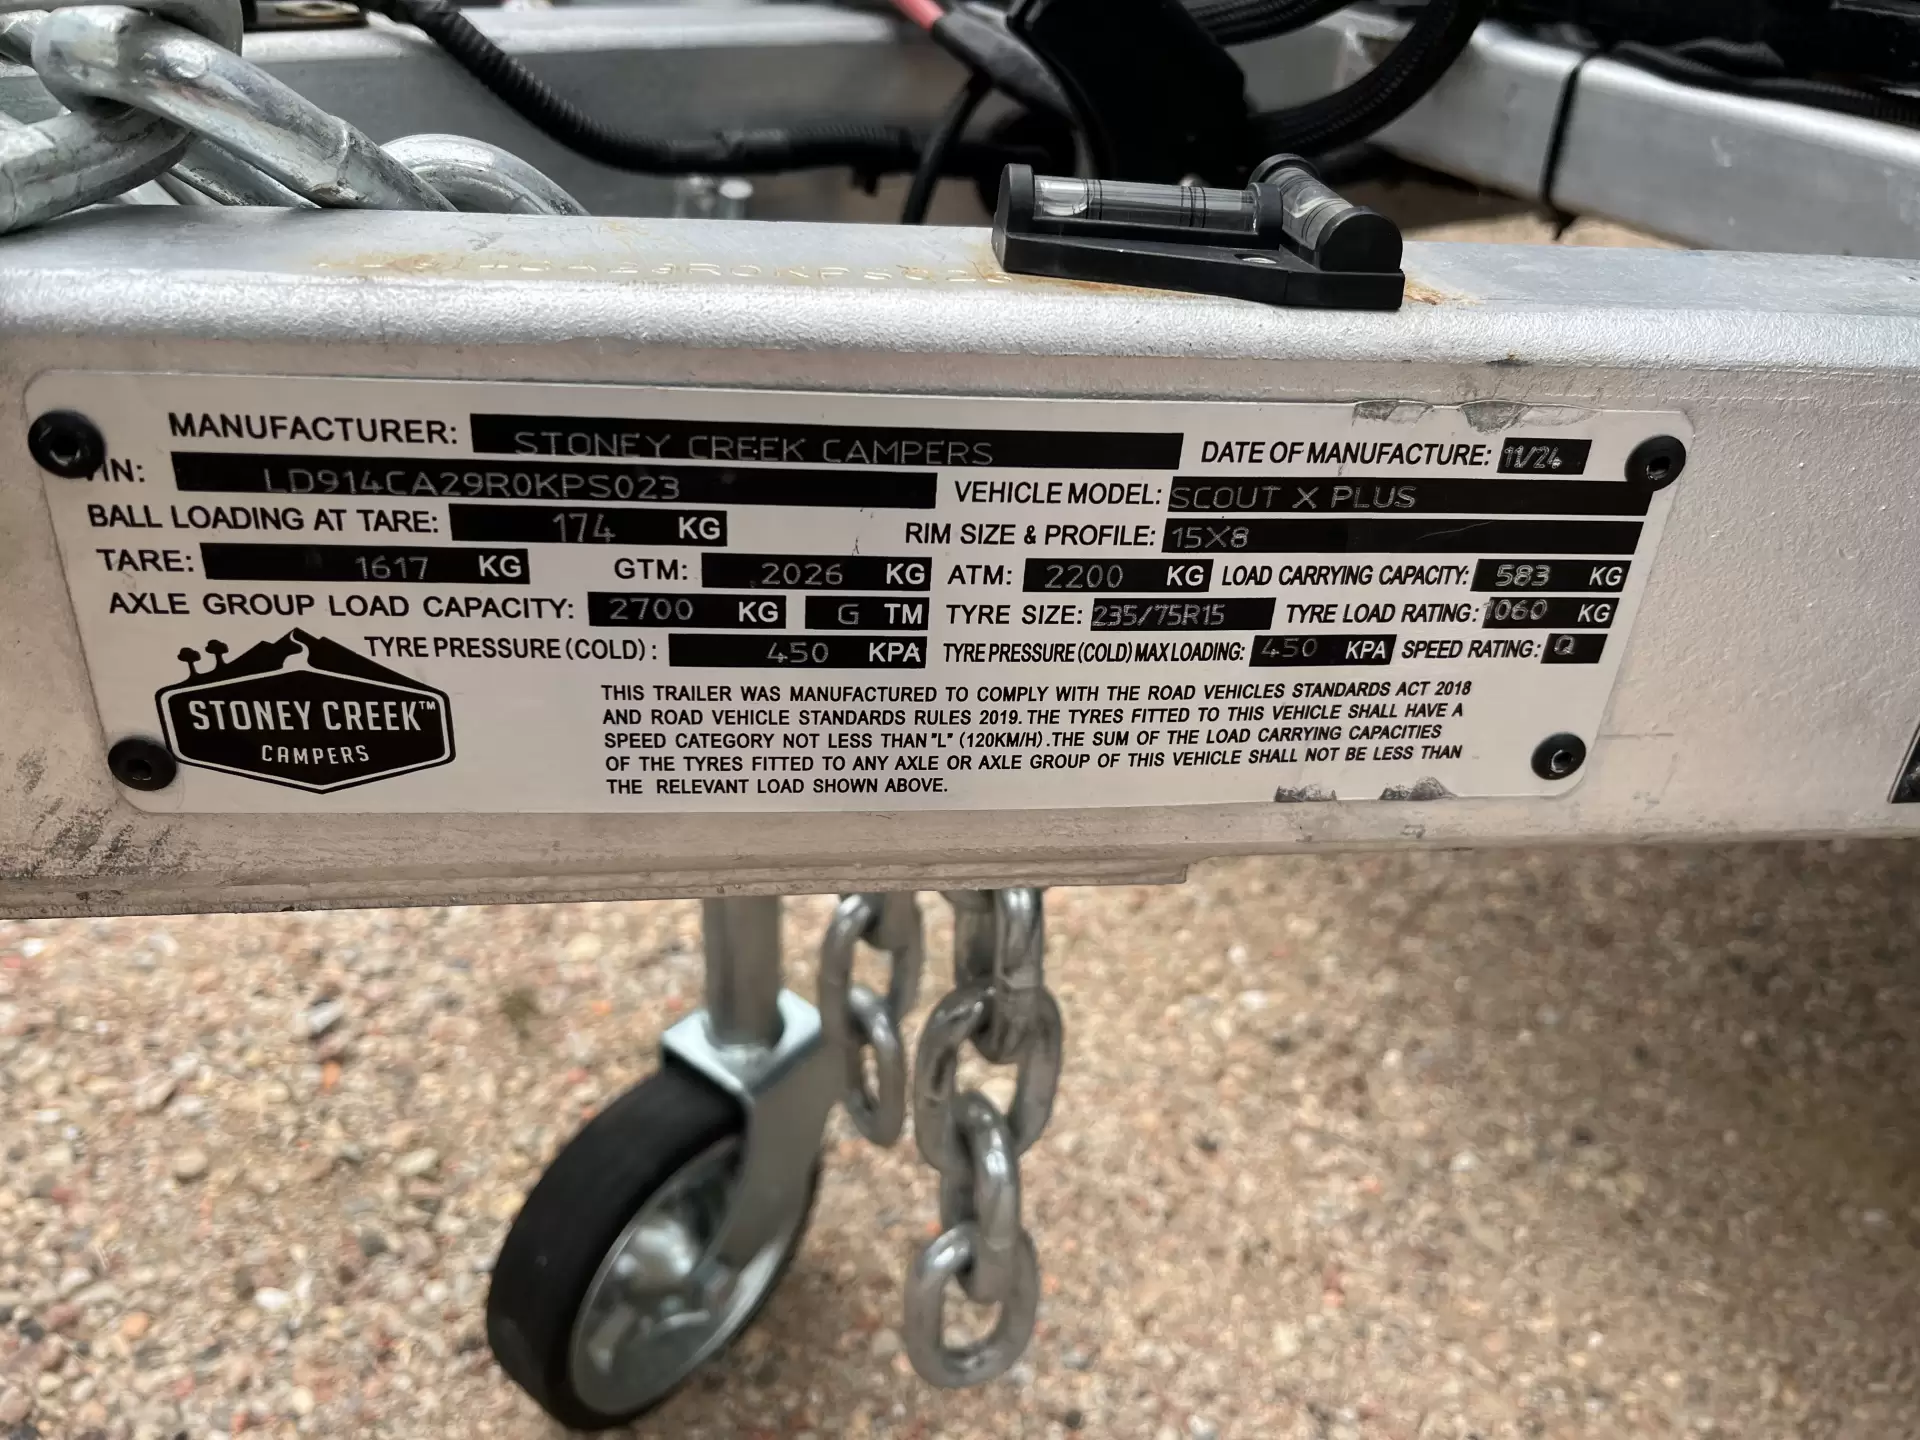 MANUFACTURER: STONEY CREEK CAMPERS DATE OF MANUFACTURE: 11/24
VIN: LD914CA29R0KPS023 VEHICLE MODEL: SCOUT X PLUS
BALL LOADING AT TARE: 174 KG RIM SIZE & PROFILE: 15X8
TARE: 1617 KG GTM: 2026 KG ATM: 2200 KG LOAD CARRYING CAPACITY: 583 KG
AXLE GROUP LOAD CAPACITY: 2700 KG G TM TYRE SIZE: 235/75R15 TYRE LOAD RATING: 1060 KG
TYRE PRESSURE (COLD): 450 KPA TYRE PRESSURE (COLD) MAX LOADING: 450 KPA SPEED RATING: Q
STONEY CREEK™
CAMPERS
THIS TRAILER WAS MANUFACTURED TO COMPLY WITH THE ROAD VEHICLES STANDARDS ACT 2018
AND ROAD VEHICLE STANDARDS RULES 2019. THE TYRES FITTED TO THIS VEHICLE SHALL HAVE A
SPEED CATEGORY NOT LESS THAN "L" (120KM/H). THE SUM OF THE LOAD CARRYING CAPACITIES
OF THE TYRES FITTED TO ANY AXLE OR AXLE GROUP OF THIS VEHICLE SHALL NOT BE LESS THAN
THE RELEVANT LOAD SHOWN ABOVE.